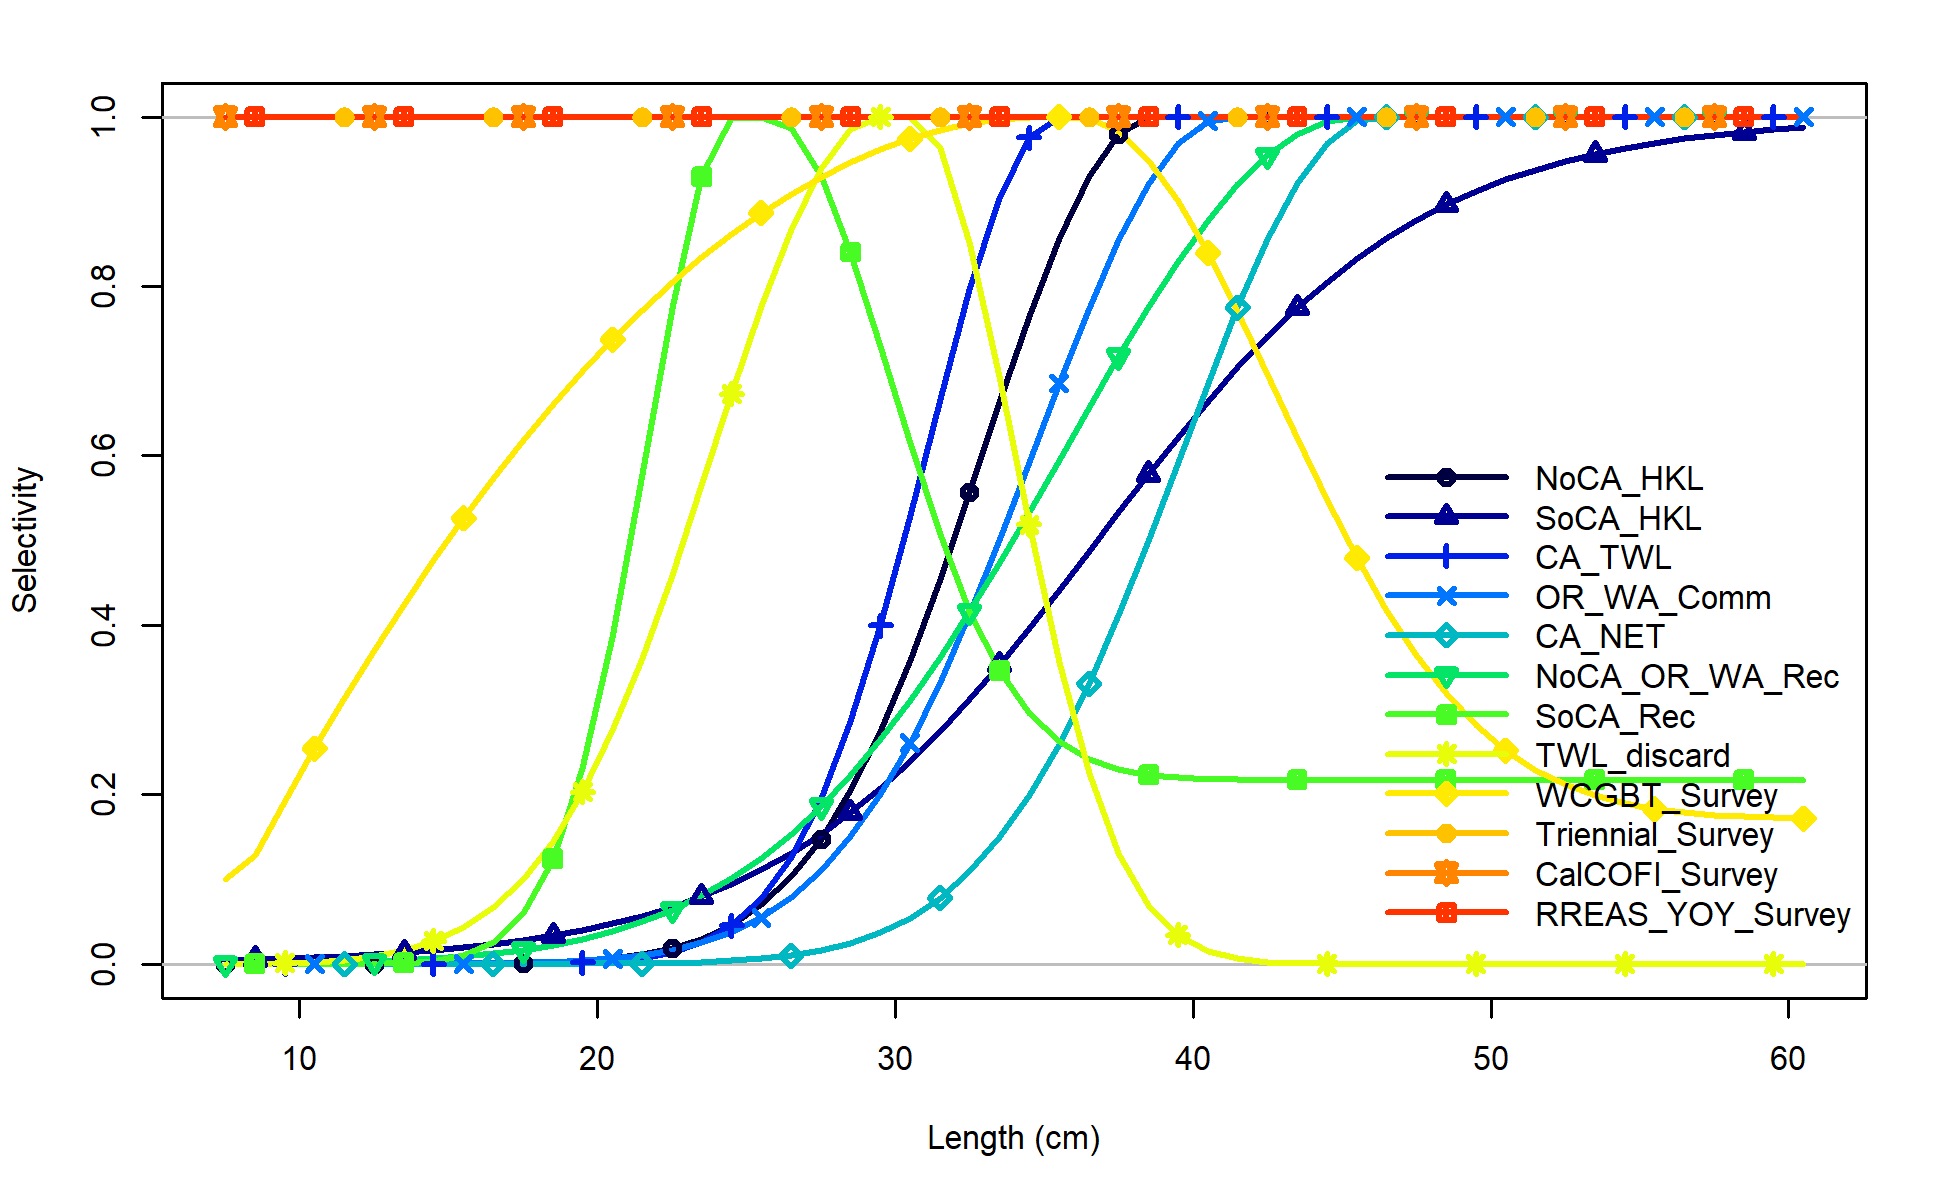 1.0
0.8
0.6
0.4
0.2
0.0
Selectivity
10 20 30 40 50 60
Length (cm)
NoCA_HKL
SoCA_HKL
CA_TWL
OR_WA_Comm
CA_NET
NoCA_OR_WA_Rec
SoCA_Rec
TWL_discard
WCGBT_Survey
Triennial_Survey
CalCOFI_Survey
RREAS_YOY_Survey